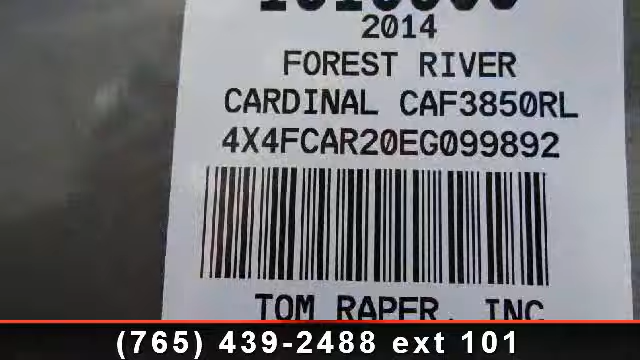 2014
FOREST RIVER
CARDINAL CAF3850RL
4X4FCAR20EG099892
TOM RAPER, INC
(765) 439-2488 ext 101